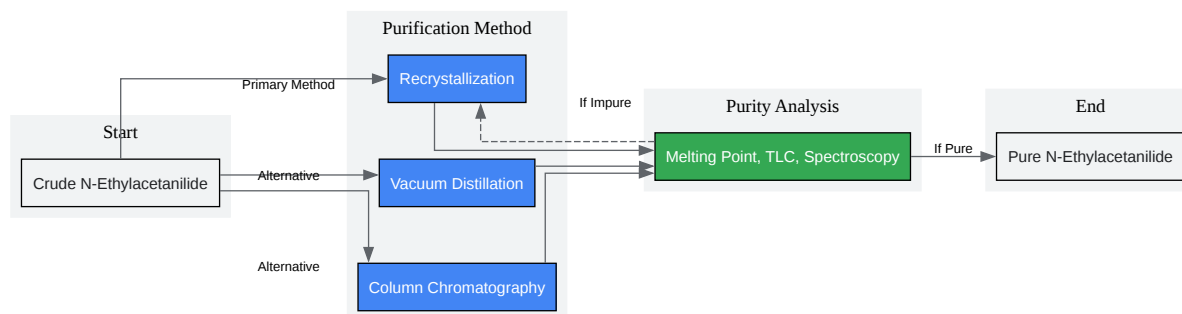 Purification Method
Recrystallization
Primary Method
If Impure
Purity Analysis
End
Start
Melting Point, TLC, Spectroscopy
If Pure
Pure N-Ethylacetanilide
Crude N-Ethylacetanilide
Alternative
Vacuum Distillation
Alternative
Column Chromatography